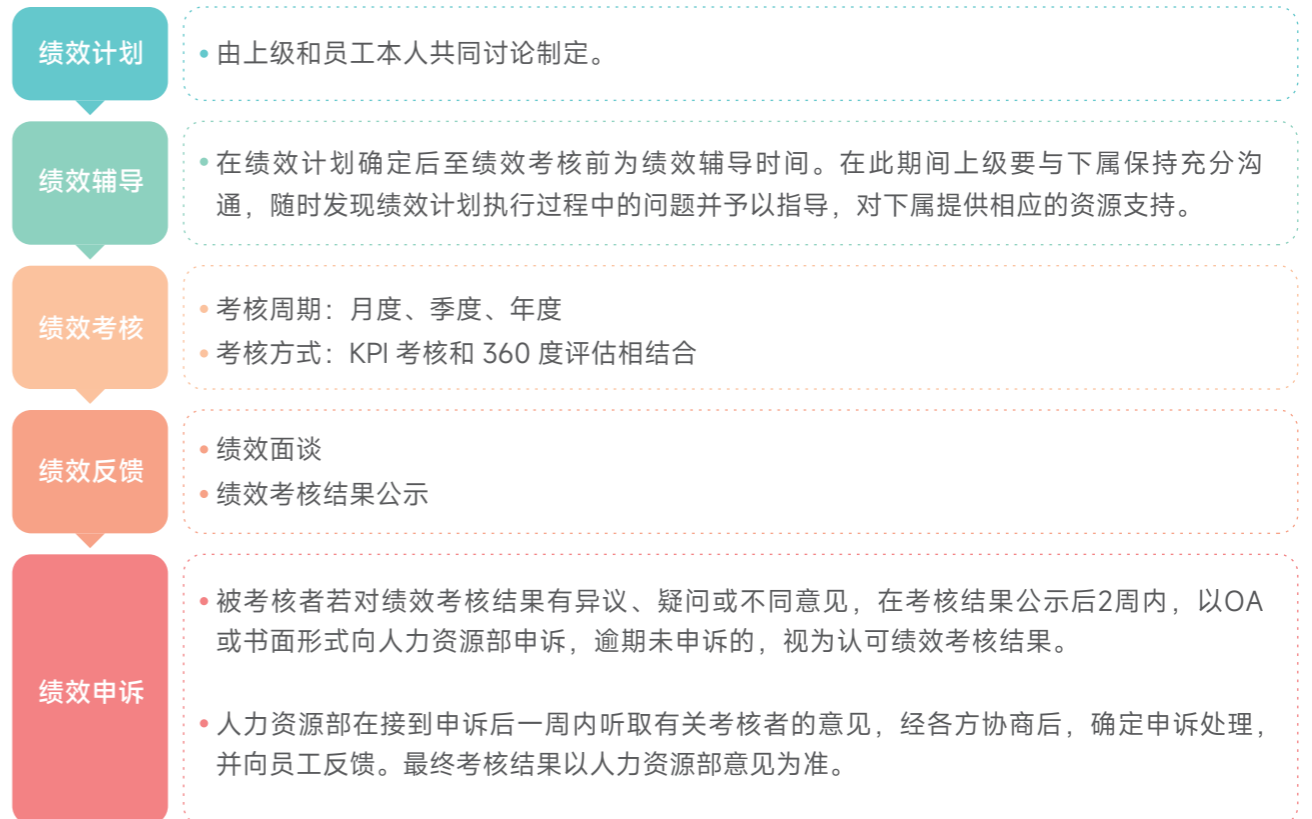 绩效计划
• 由上级和员工本人共同讨论制定。
绩效辅导
• 在绩效计划确定后至绩效考核前为绩效辅导时间。在此期间上级要与下属保持充分沟
通，随时发现绩效计划执行过程中的问题并予以指导，对下属提供相应的资源支持。
绩效考核
• 考核周期：月度、季度、年度
• 考核方式：KPI 考核和 360 度评估相结合
绩效反馈
• 绩效面谈
• 绩效考核结果公示
绩效申诉
• 被考核者若对绩效考核结果有异议、疑问或不同意见，在考核结果公示后2周内，以OA
或书面形式向人力资源部申诉，逾期未申诉的，视为认可绩效考核结果。
• 人力资源部在接到申诉后一周内听取有关考核者的意见，经各方协商后，确定申诉处理，
并向员工反馈。最终考核结果以人力资源部意见为准。